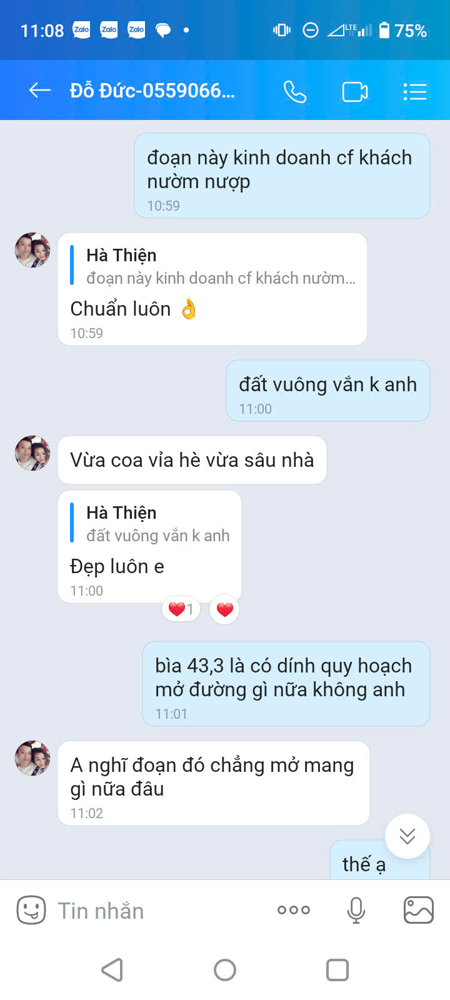 11:08 Zalo Zalo Zalo LTE 75%
Đỗ Đức-0559066...
đoạn này kinh doanh cf khách
nườm nượp
10:59
Hà Thiện
đoạn này kinh doanh cf khách nườm...
Chuẩn luôn 👌
10:59
đất vuông vắn k anh
11:00
Vừa coa vỉa hè vừa sâu nhà
Hà Thiện
đất vuông vắn k anh
Đẹp luôn e
11:00
1
bìa 43,3 là có dính quy hoạch
mở đường gì nữa không anh
11:01
A nghĩ đoạn đó chẳng mở mang
gì nữa đâu
11:02
thế ạ
Tin nhắn